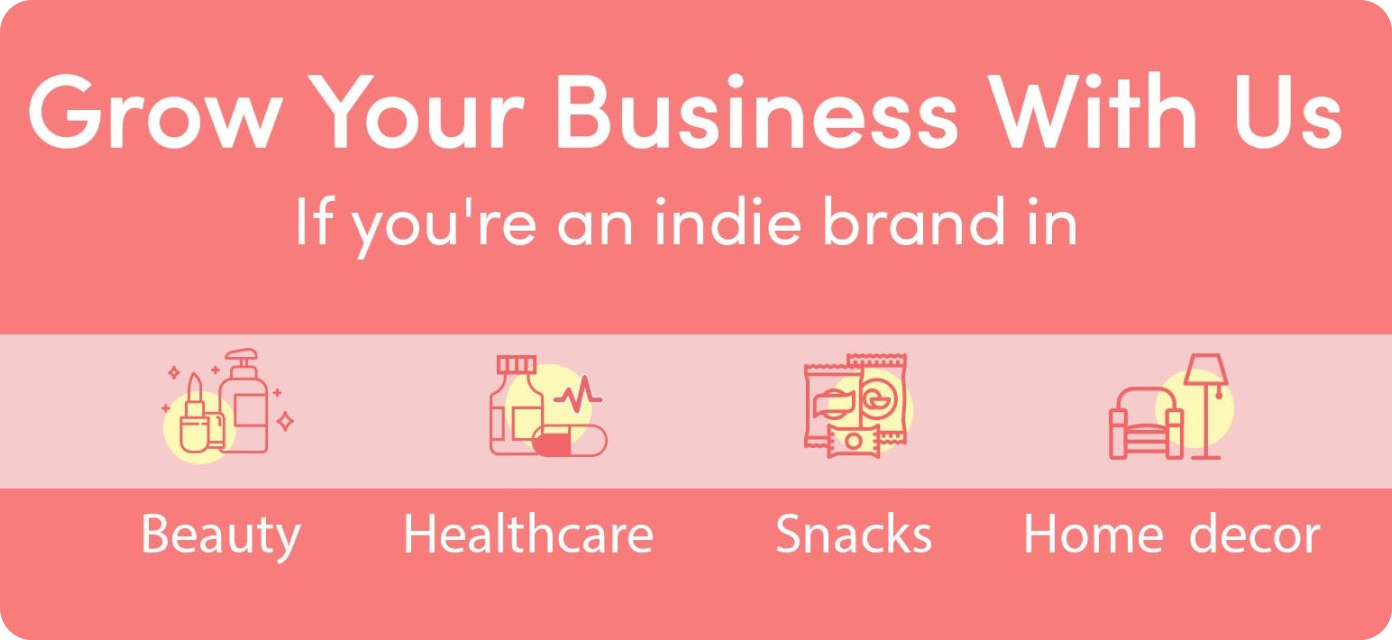 Grow Your Business With Us
If you're an indie brand in
Beauty Healthcare Snacks Home decor